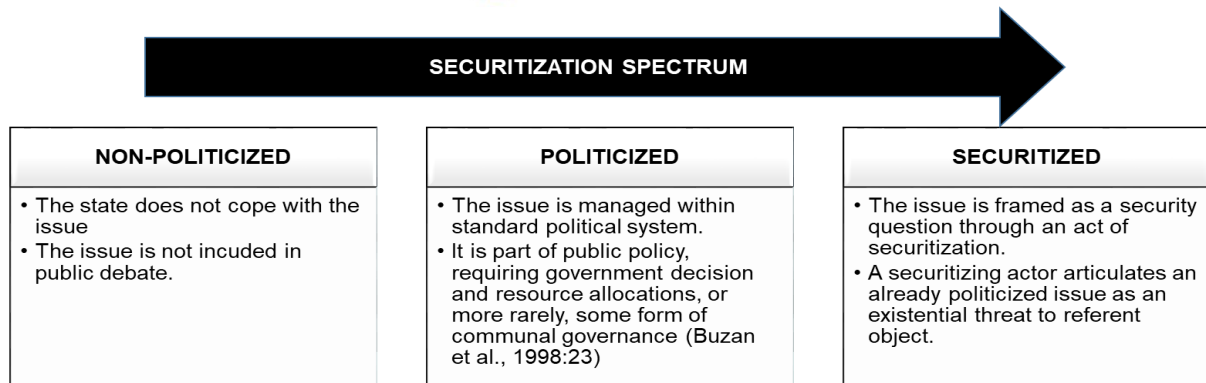 SECURITIZATION SPECTRUM
NON-POLITICIZED
• The state does not cope with the
issue
• The issue is not incuded in
public debate.
POLITICIZED
• The issue is managed within
standard political system.
• It is part of public policy,
requiring government decision
and resource allocations, or
more rarely, some form of
communal governance (Buzan
et al., 1998:23)
SECURITIZED
• The issue is framed as a security
question through an act of
securitization.
• A securitizing actor articulates an
already politicized issue as an
existential threat to referent
object.